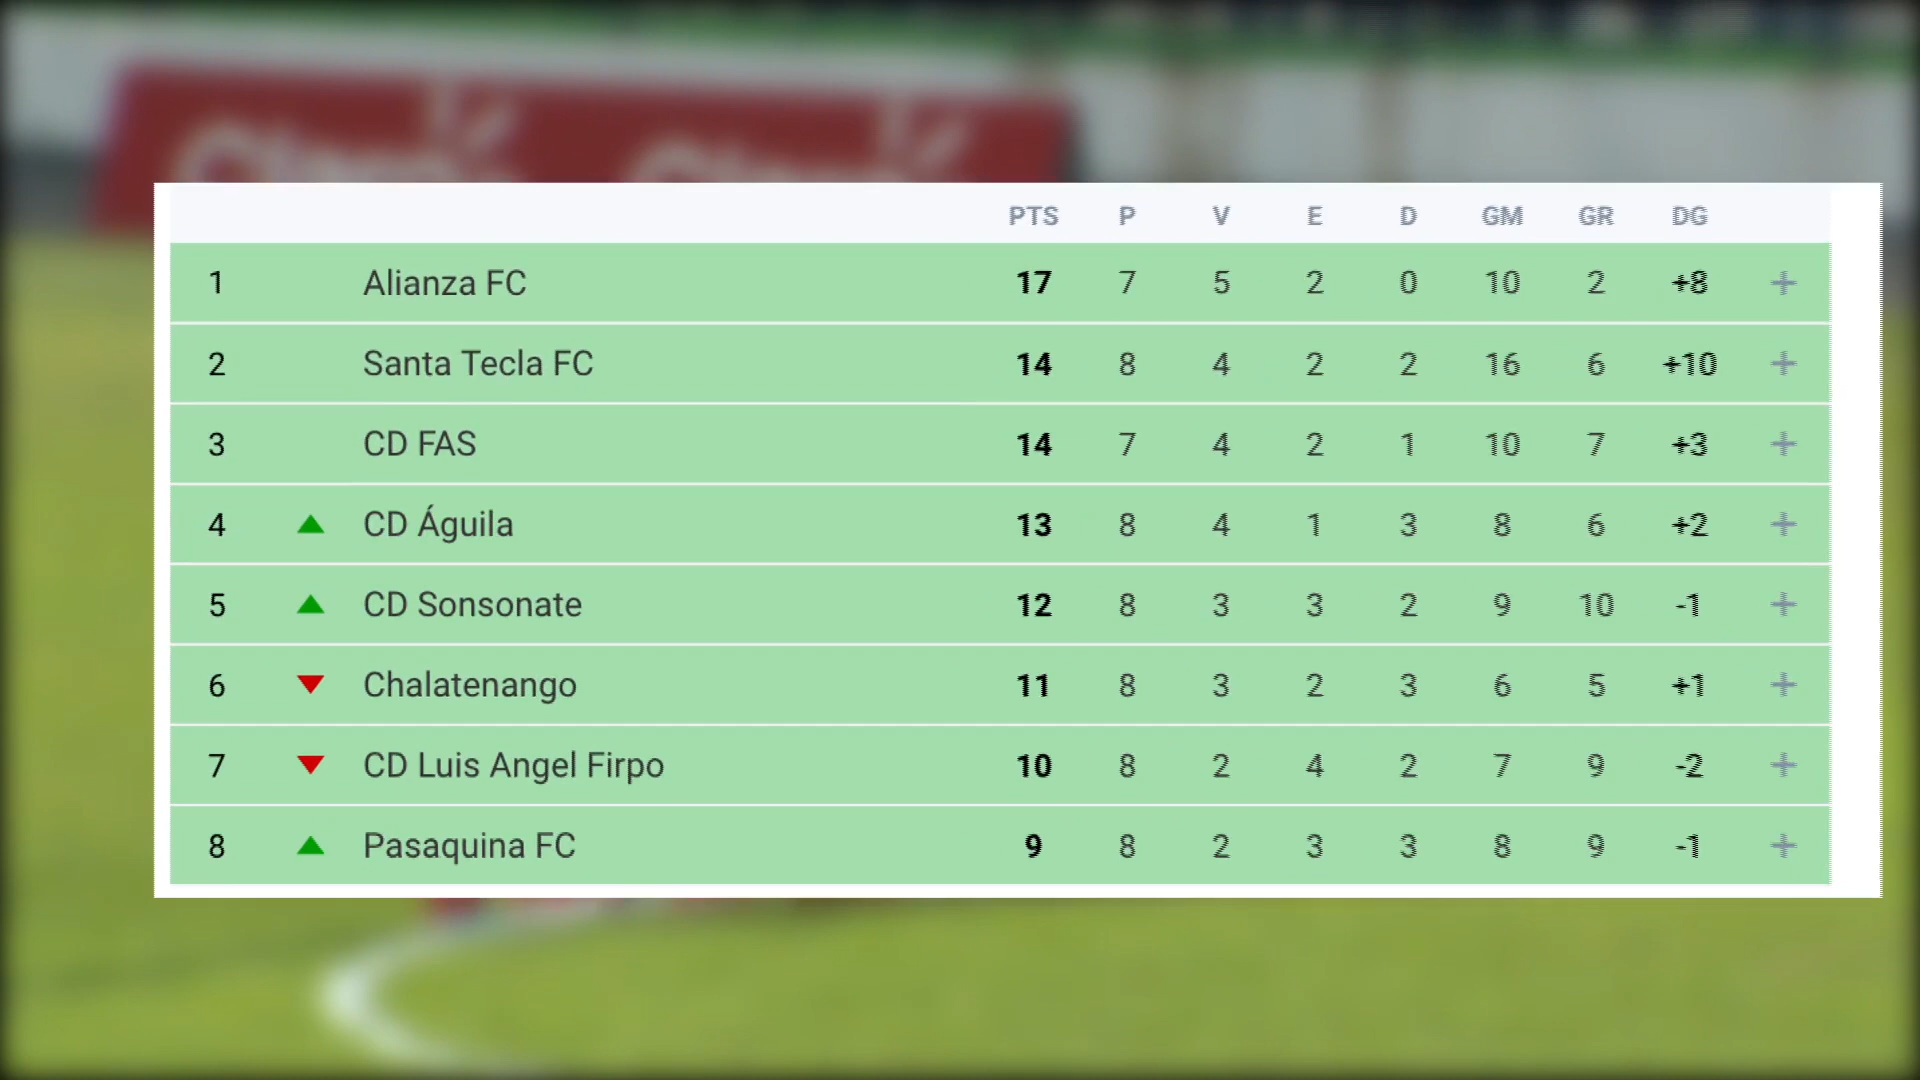 PTS P V E D GM GR DG
1 Alianza FC 17 7 5 2 0 10 2 +8 +
2 Santa Tecla FC 14 8 4 2 2 16 6 +10 +
3 CD FAS 14 7 4 2 1 10 7 +3 +
4 CD Águila 13 8 4 1 3 8 6 +2 +
5 CD Sonsonate 12 8 3 3 2 9 10 -1 +
6 Chalatenango 11 8 3 2 3 6 5 +1 +
7 CD Luis Angel Firpo 10 8 2 4 2 7 9 -2 +
8 Pasaquina FC 9 8 2 3 3 8 9 -1 +